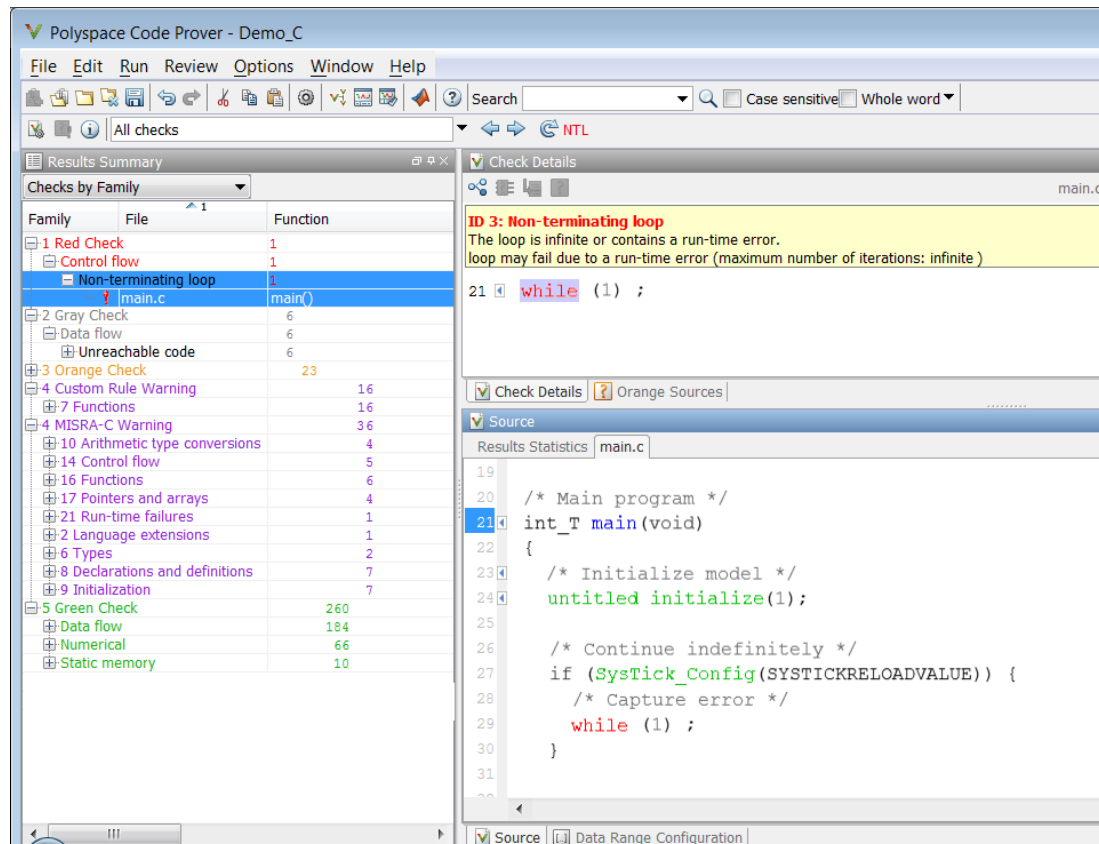 Polyspace Code Prover - Demo_C
File Edit Run Review Options Window Help
Search Case sensitive Whole word
All checks NTL
Results Summary
Checks by Family
1
Family File Function
1 Red Check 1
Control flow 1
Non-terminating loop 1
! main.c main()
2 Gray Check 6
Data flow 6
Unreachable code 6
3 Orange Check 23
4 Custom Rule Warning 16
7 Functions 16
4 MISRA-C Warning 36
10 Arithmetic type conversions 4
14 Control flow 5
16 Functions 6
17 Pointers and arrays 4
21 Run-time failures 1
2 Language extensions 1
6 Types 2
8 Declarations and definitions 7
9 Initialization 7
5 Green Check 260
Data flow 184
Numerical 66
Static memory 10
Check Details
main.c
ID 3: Non-terminating loop
The loop is infinite or contains a run-time error.
loop may fail due to a run-time error (maximum number of iterations: infinite )
21 while (1) ;
Check Details ? Orange Sources
Source
Results Statistics main.c
19
20 /* Main program */
21 int_T main(void)
22 {
23 /* Initialize model */
24 untitled initialize(1);
25
26 /* Continue indefinitely */
27 if (SysTick_Config(SYSTICKRELOADVALUE)) {
28 /* Capture error */
29 while (1) ;
30 }
31
Source Data Range Configuration